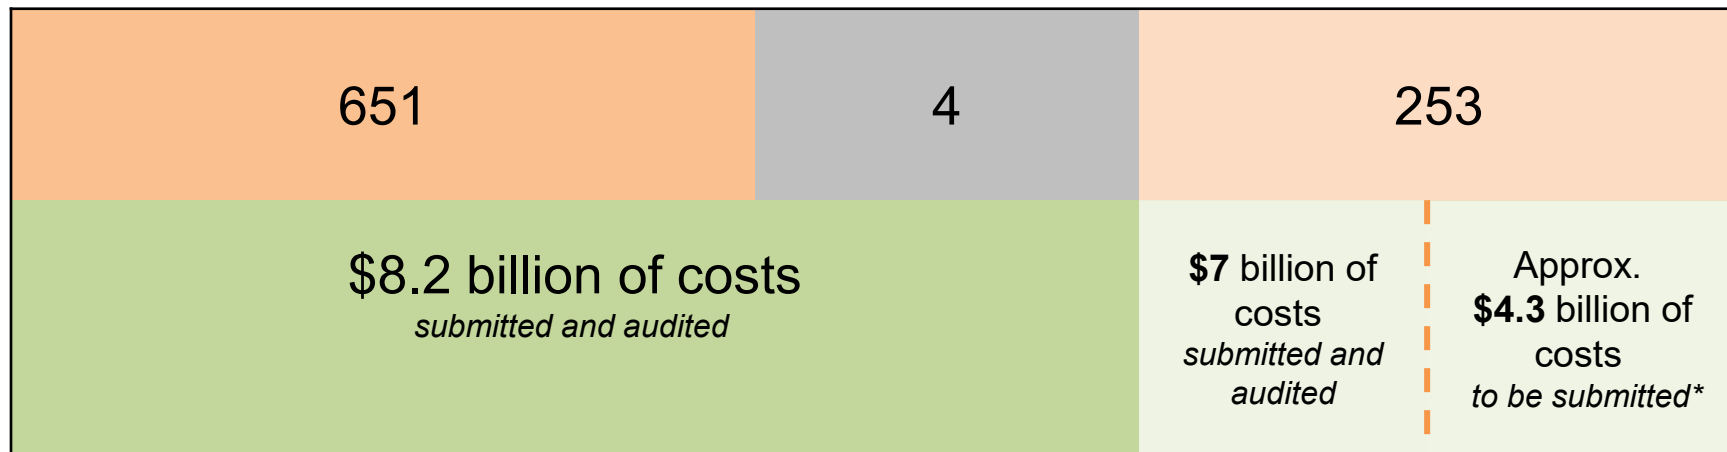 651
4
253
$8.2 billion of costs
submitted and audited
$7 billion of
costs
submitted and
audited
Approx.
$4.3 billion of
costs
to be submitted*